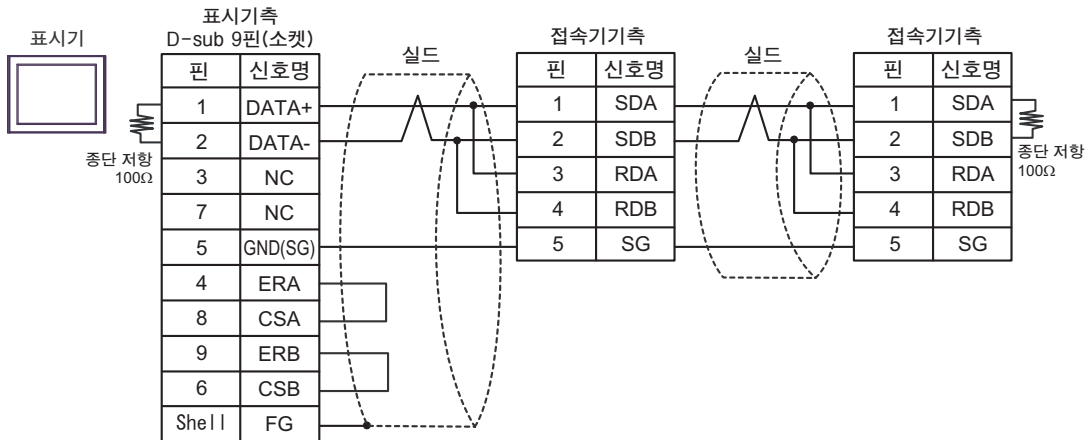 표시기
표시기측
D-sub 9핀(소켓)
핀 신호명
1 DATA+
2 DATA-
3 NC
7 NC
5 GND(SG)
4 ERA
8 CSA
9 ERB
6 CSB
Shell FG
종단 저항
100Ω
실드
접속기기측
핀 신호명
1 SDA
2 SDB
3 RDA
4 RDB
5 SG
실드
접속기기측
핀 신호명
1 SDA
2 SDB
3 RDA
4 RDB
5 SG
종단 저항
100Ω